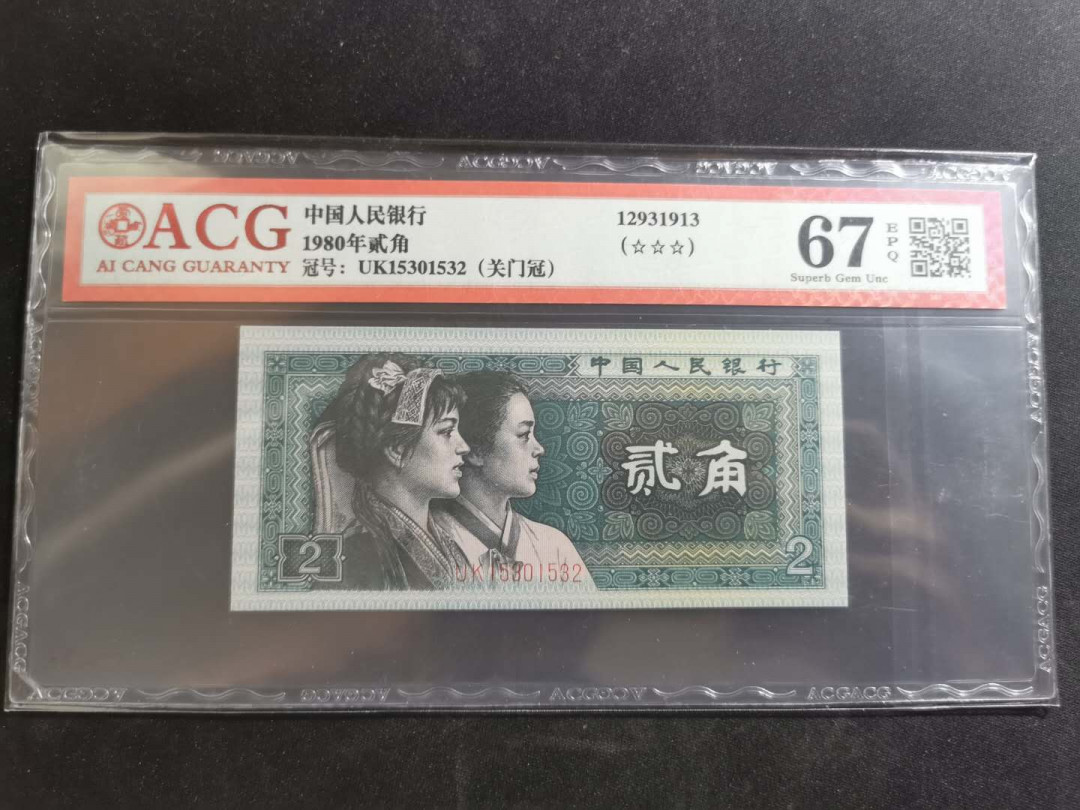 ACG
AI CANG GUARANTY
中国人民银行
1980年贰角
冠号：UK15301532（关门冠）
12931913
(☆☆☆)
67
EPQ
Superb Gem Unc
中国人民银行
贰角
2
2
UK15301532
ACGACG
ACGACG